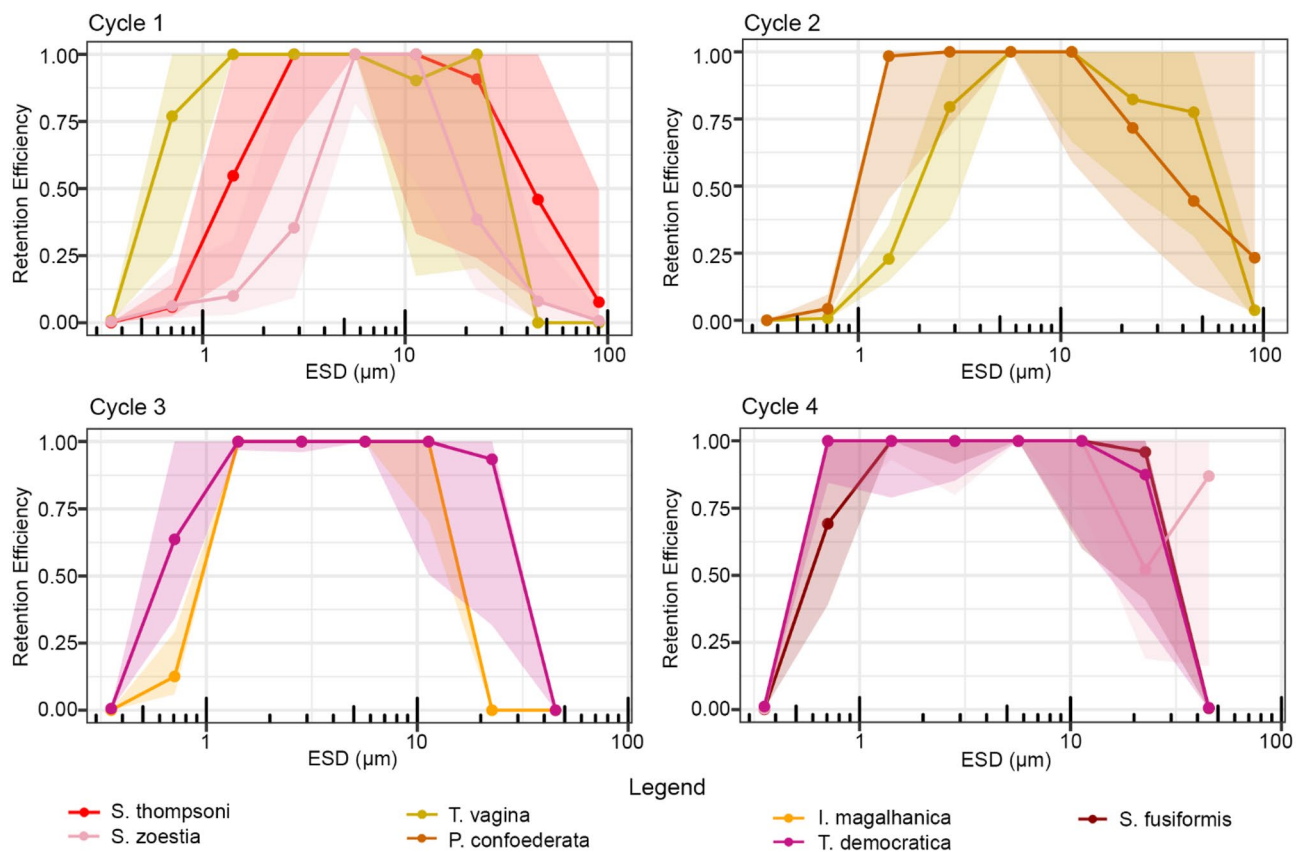 Cycle 1
Cycle 2
Retention Efficiency
1.00
0.75
0.50
0.25
0.00
1
10
100
ESD (µm)
Retention Efficiency
1.00
0.75
0.50
0.25
0.00
1
10
100
ESD (µm)
Cycle 3
Cycle 4
Retention Efficiency
1.00
0.75
0.50
0.25
0.00
1
10
100
ESD (µm)
Retention Efficiency
1.00
0.75
0.50
0.25
0.00
1
10
100
ESD (µm)
Legend
S. thompsoni
S. zoestia
T. vagina
P. confoederata
I. magalhanica
T. democratica
S. fusiformis